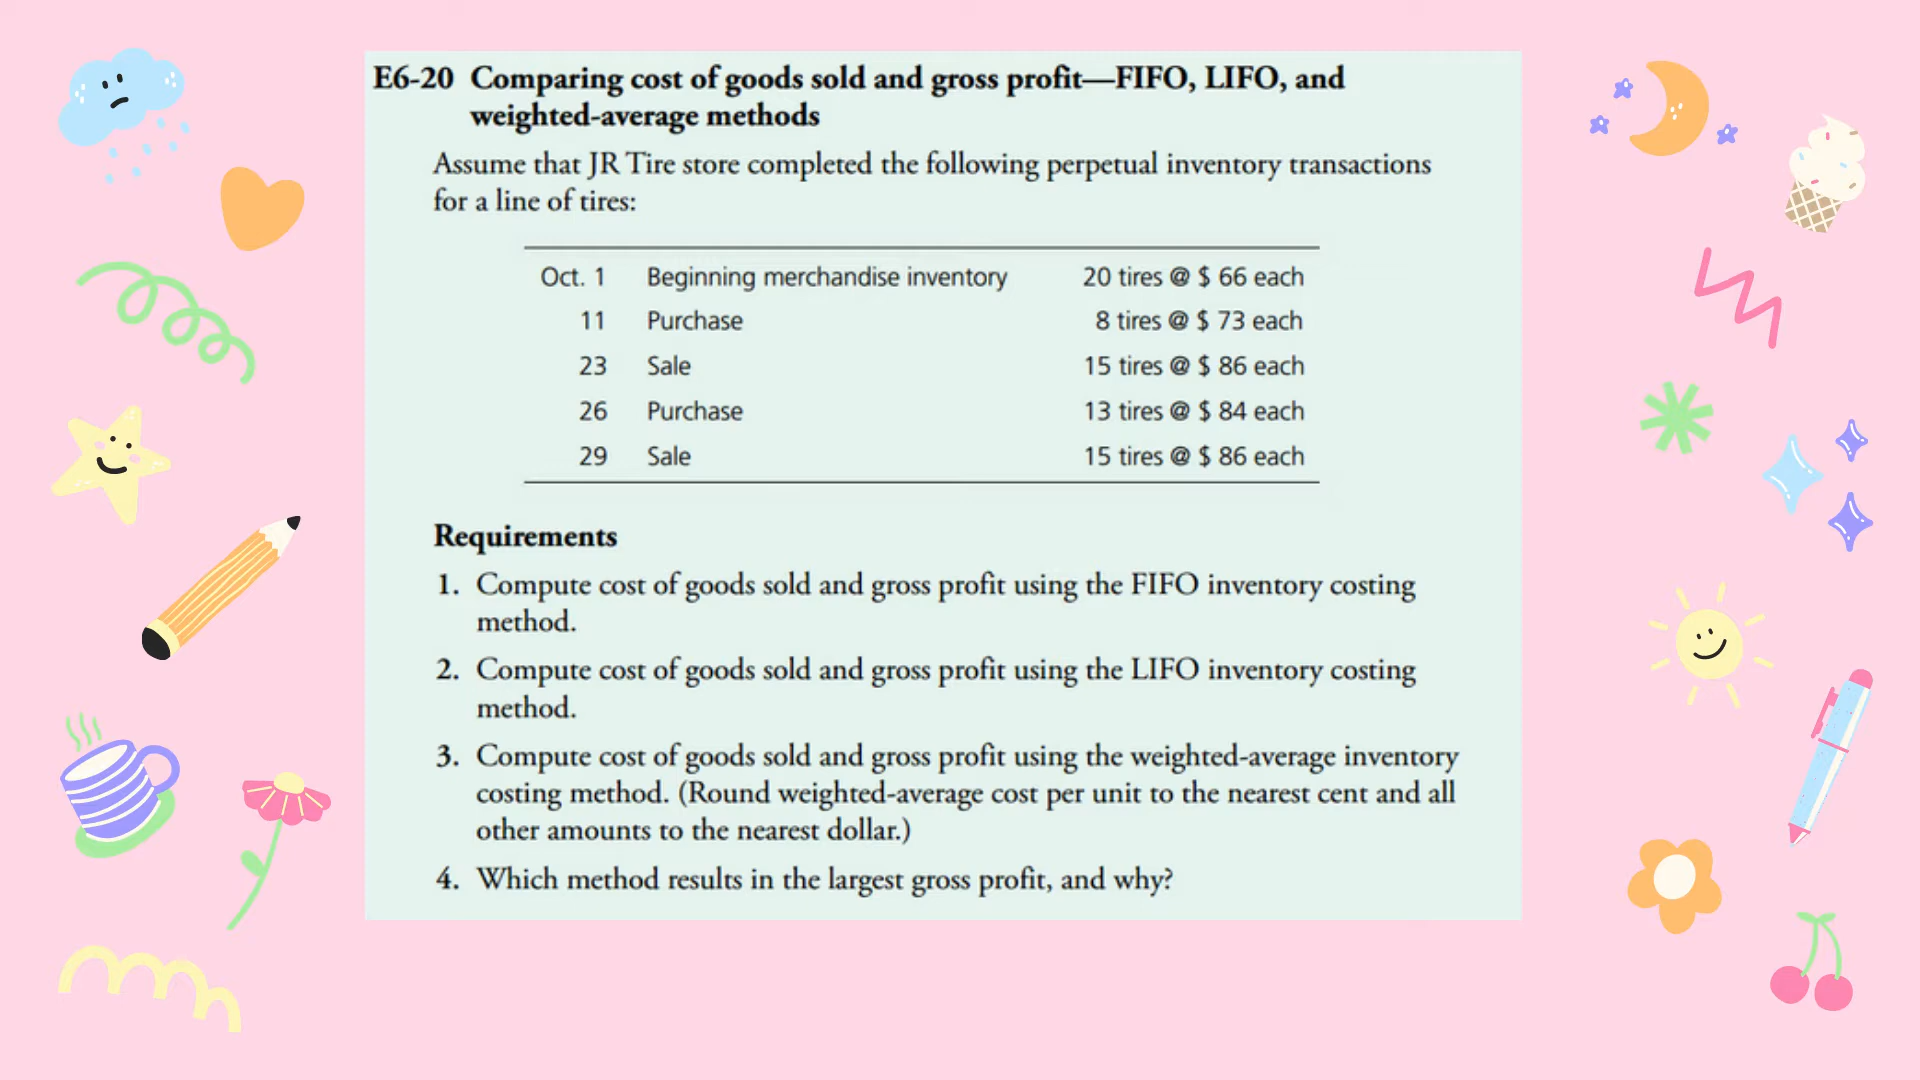 E6-20 Comparing cost of goods sold and gross profit—FIFO, LIFO, and
weighted-average methods
Assume that JR Tire store completed the following perpetual inventory transactions
for a line of tires:
Oct. 1 Beginning merchandise inventory 20 tires @ $ 66 each
11 Purchase 8 tires @ $ 73 each
23 Sale 15 tires @ $ 86 each
26 Purchase 13 tires @ $ 84 each
29 Sale 15 tires @ $ 86 each
Requirements
1. Compute cost of goods sold and gross profit using the FIFO inventory costing
method.
2. Compute cost of goods sold and gross profit using the LIFO inventory costing
method.
3. Compute cost of goods sold and gross profit using the weighted-average inventory
costing method. (Round weighted-average cost per unit to the nearest cent and all
other amounts to the nearest dollar.)
4. Which method results in the largest gross profit, and why?